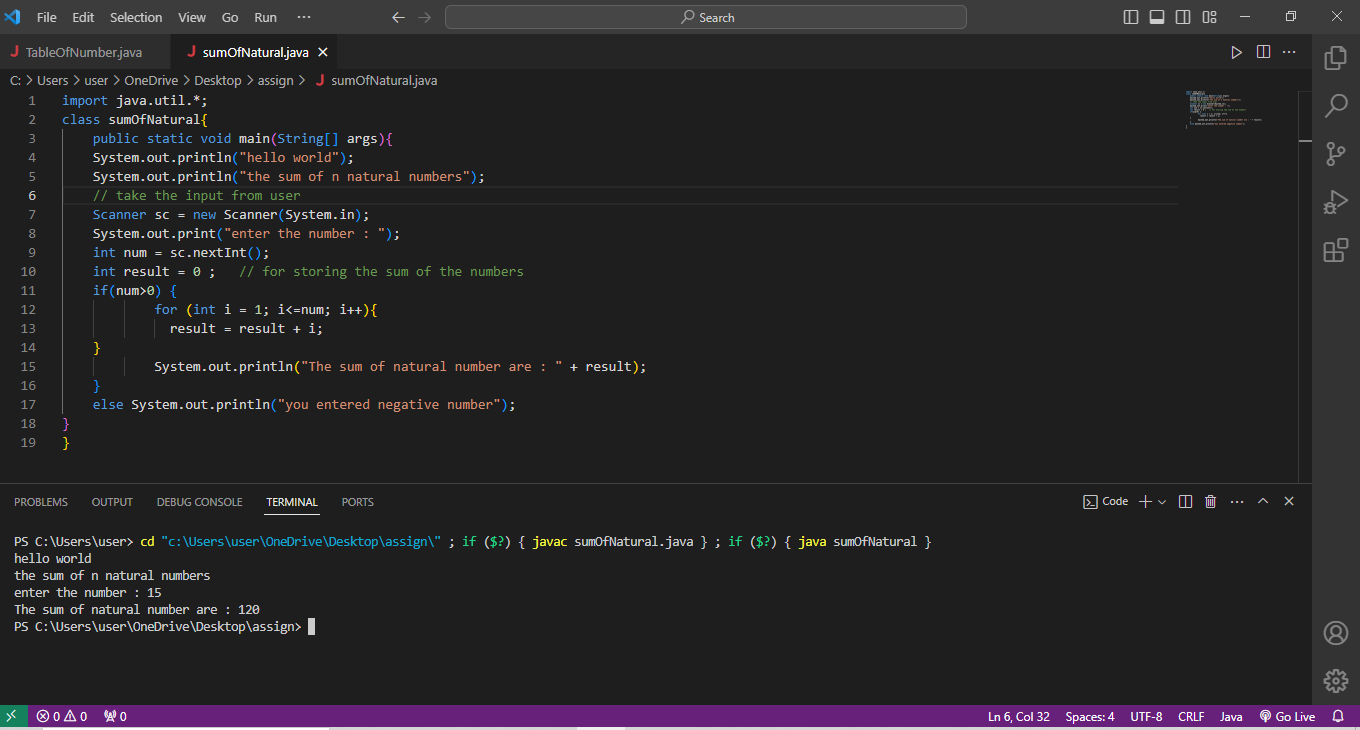 File Edit Selection View Go Run ··· Search
TableOfNumber.java sumOfNatural.java
C: > Users > user > OneDrive > Desktop > assign > sumOfNatural.java
1 import java.util.*;
2 class sumOfNatural{
3 public static void main(String[] args){
4 System.out.println("hello world");
5 System.out.println("the sum of n natural numbers");
6 // take the input from user
7 Scanner sc = new Scanner(System.in);
8 System.out.print("enter the number : ");
9 int num = sc.nextInt();
10 int result = 0 ;   // for storing the sum of the numbers
11 if(num>0) {
12 for (int i = 1; i<=num; i++){
13 result = result + i;
14 }
15 System.out.println("The sum of natural number are : " + result);
16 }
17 else System.out.println("you entered negative number");
18 }
19 }
PROBLEMS OUTPUT DEBUG CONSOLE TERMINAL PORTS Code
PS C:\Users\user> cd "c:\Users\user\OneDrive\Desktop\assign\" ; if ($?) { javac sumOfNatural.java } ; if ($?) { java sumOfNatural }
hello world
the sum of n natural numbers
enter the number : 15
The sum of natural number are : 120
PS C:\Users\user\OneDrive\Desktop\assign>
0 0 0 Ln 6, Col 32 Spaces: 4 UTF-8 CRLF Java Go Live